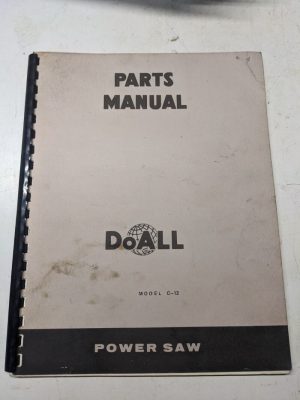 PARTS
MANUAL
DoALL
MODEL C-12
POWER SAW